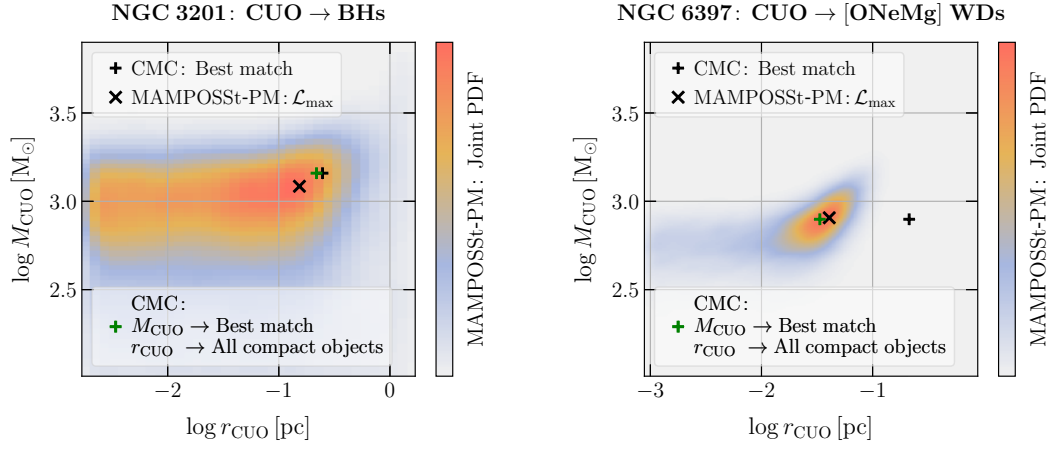 NGC 3201: CUO → BHs
CMC: Best match
MAMPOSSt-PM: ℒmax
3.5
3.0
2.5
log MCUO [M⊙]
CMC:
MCUO → Best match
rCUO → All compact objects
−2
−1
0
log rCUO [pc]
MAMPOSSt-PM: Joint PDF
NGC 6397: CUO → [ONeMg] WDs
CMC: Best match
MAMPOSSt-PM: ℒmax
3.5
3.0
2.5
log MCUO [M⊙]
CMC:
MCUO → Best match
rCUO → All compact objects
−3
−2
−1
log rCUO [pc]
MAMPOSSt-PM: Joint PDF